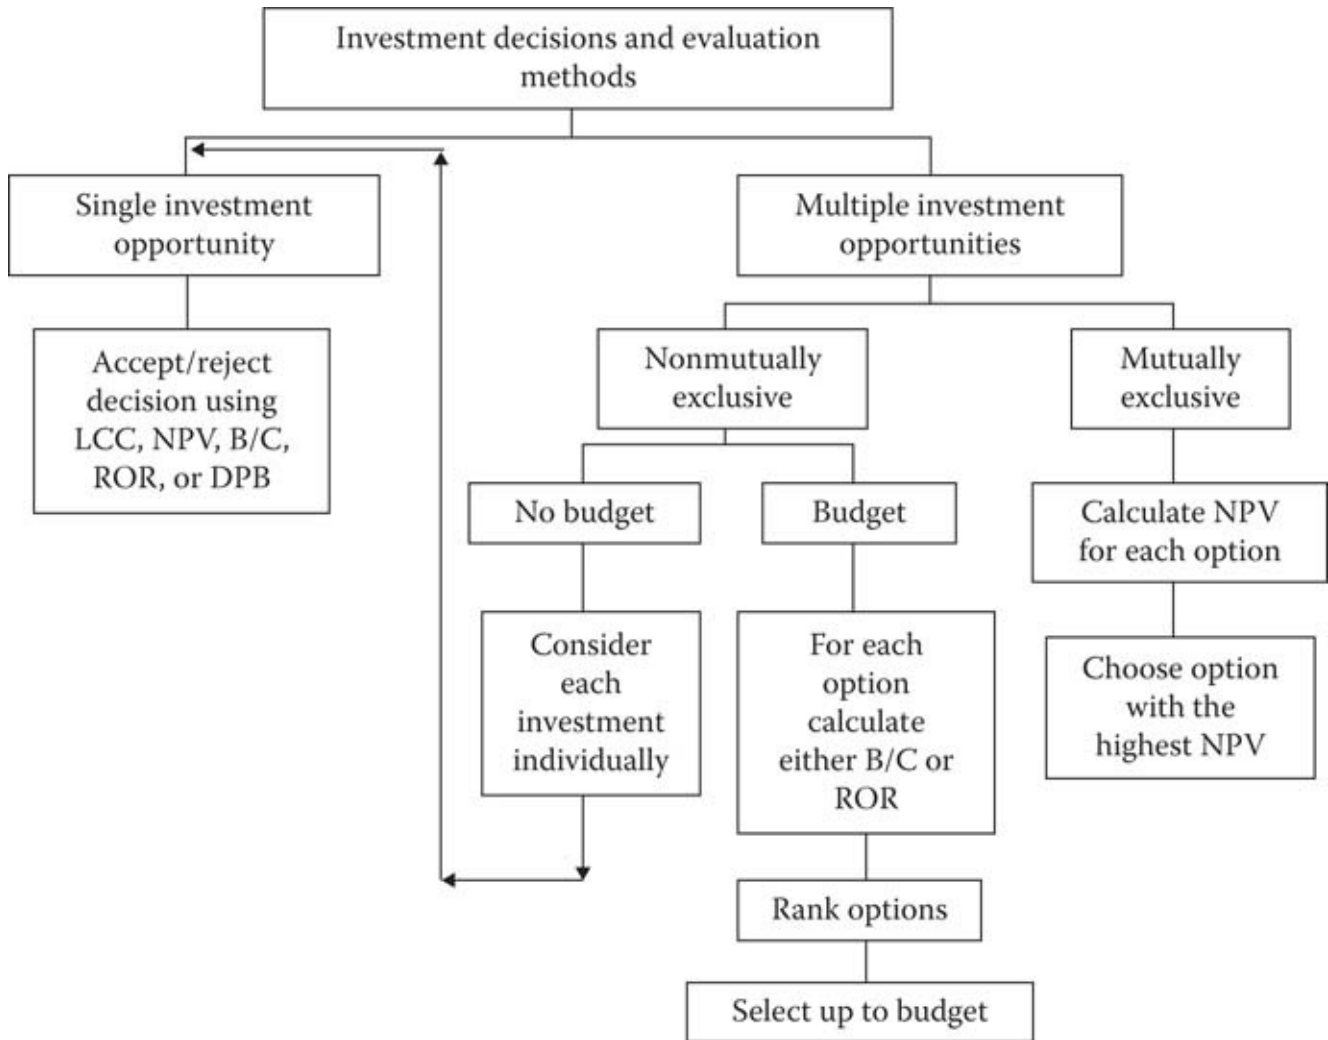 Investment decisions and evaluation
methods
Single investment
opportunity
Accept/reject
decision using
LCC, NPV, B/C,
ROR, or DPB
Multiple investment
opportunities
Nonmutually
exclusive
No budget
Consider
each
investment
individually
Budget
For each
option
calculate
either B/C or
ROR
Rank options
Select up to budget
Mutually
exclusive
Calculate NPV
for each option
Choose option
with the
highest NPV